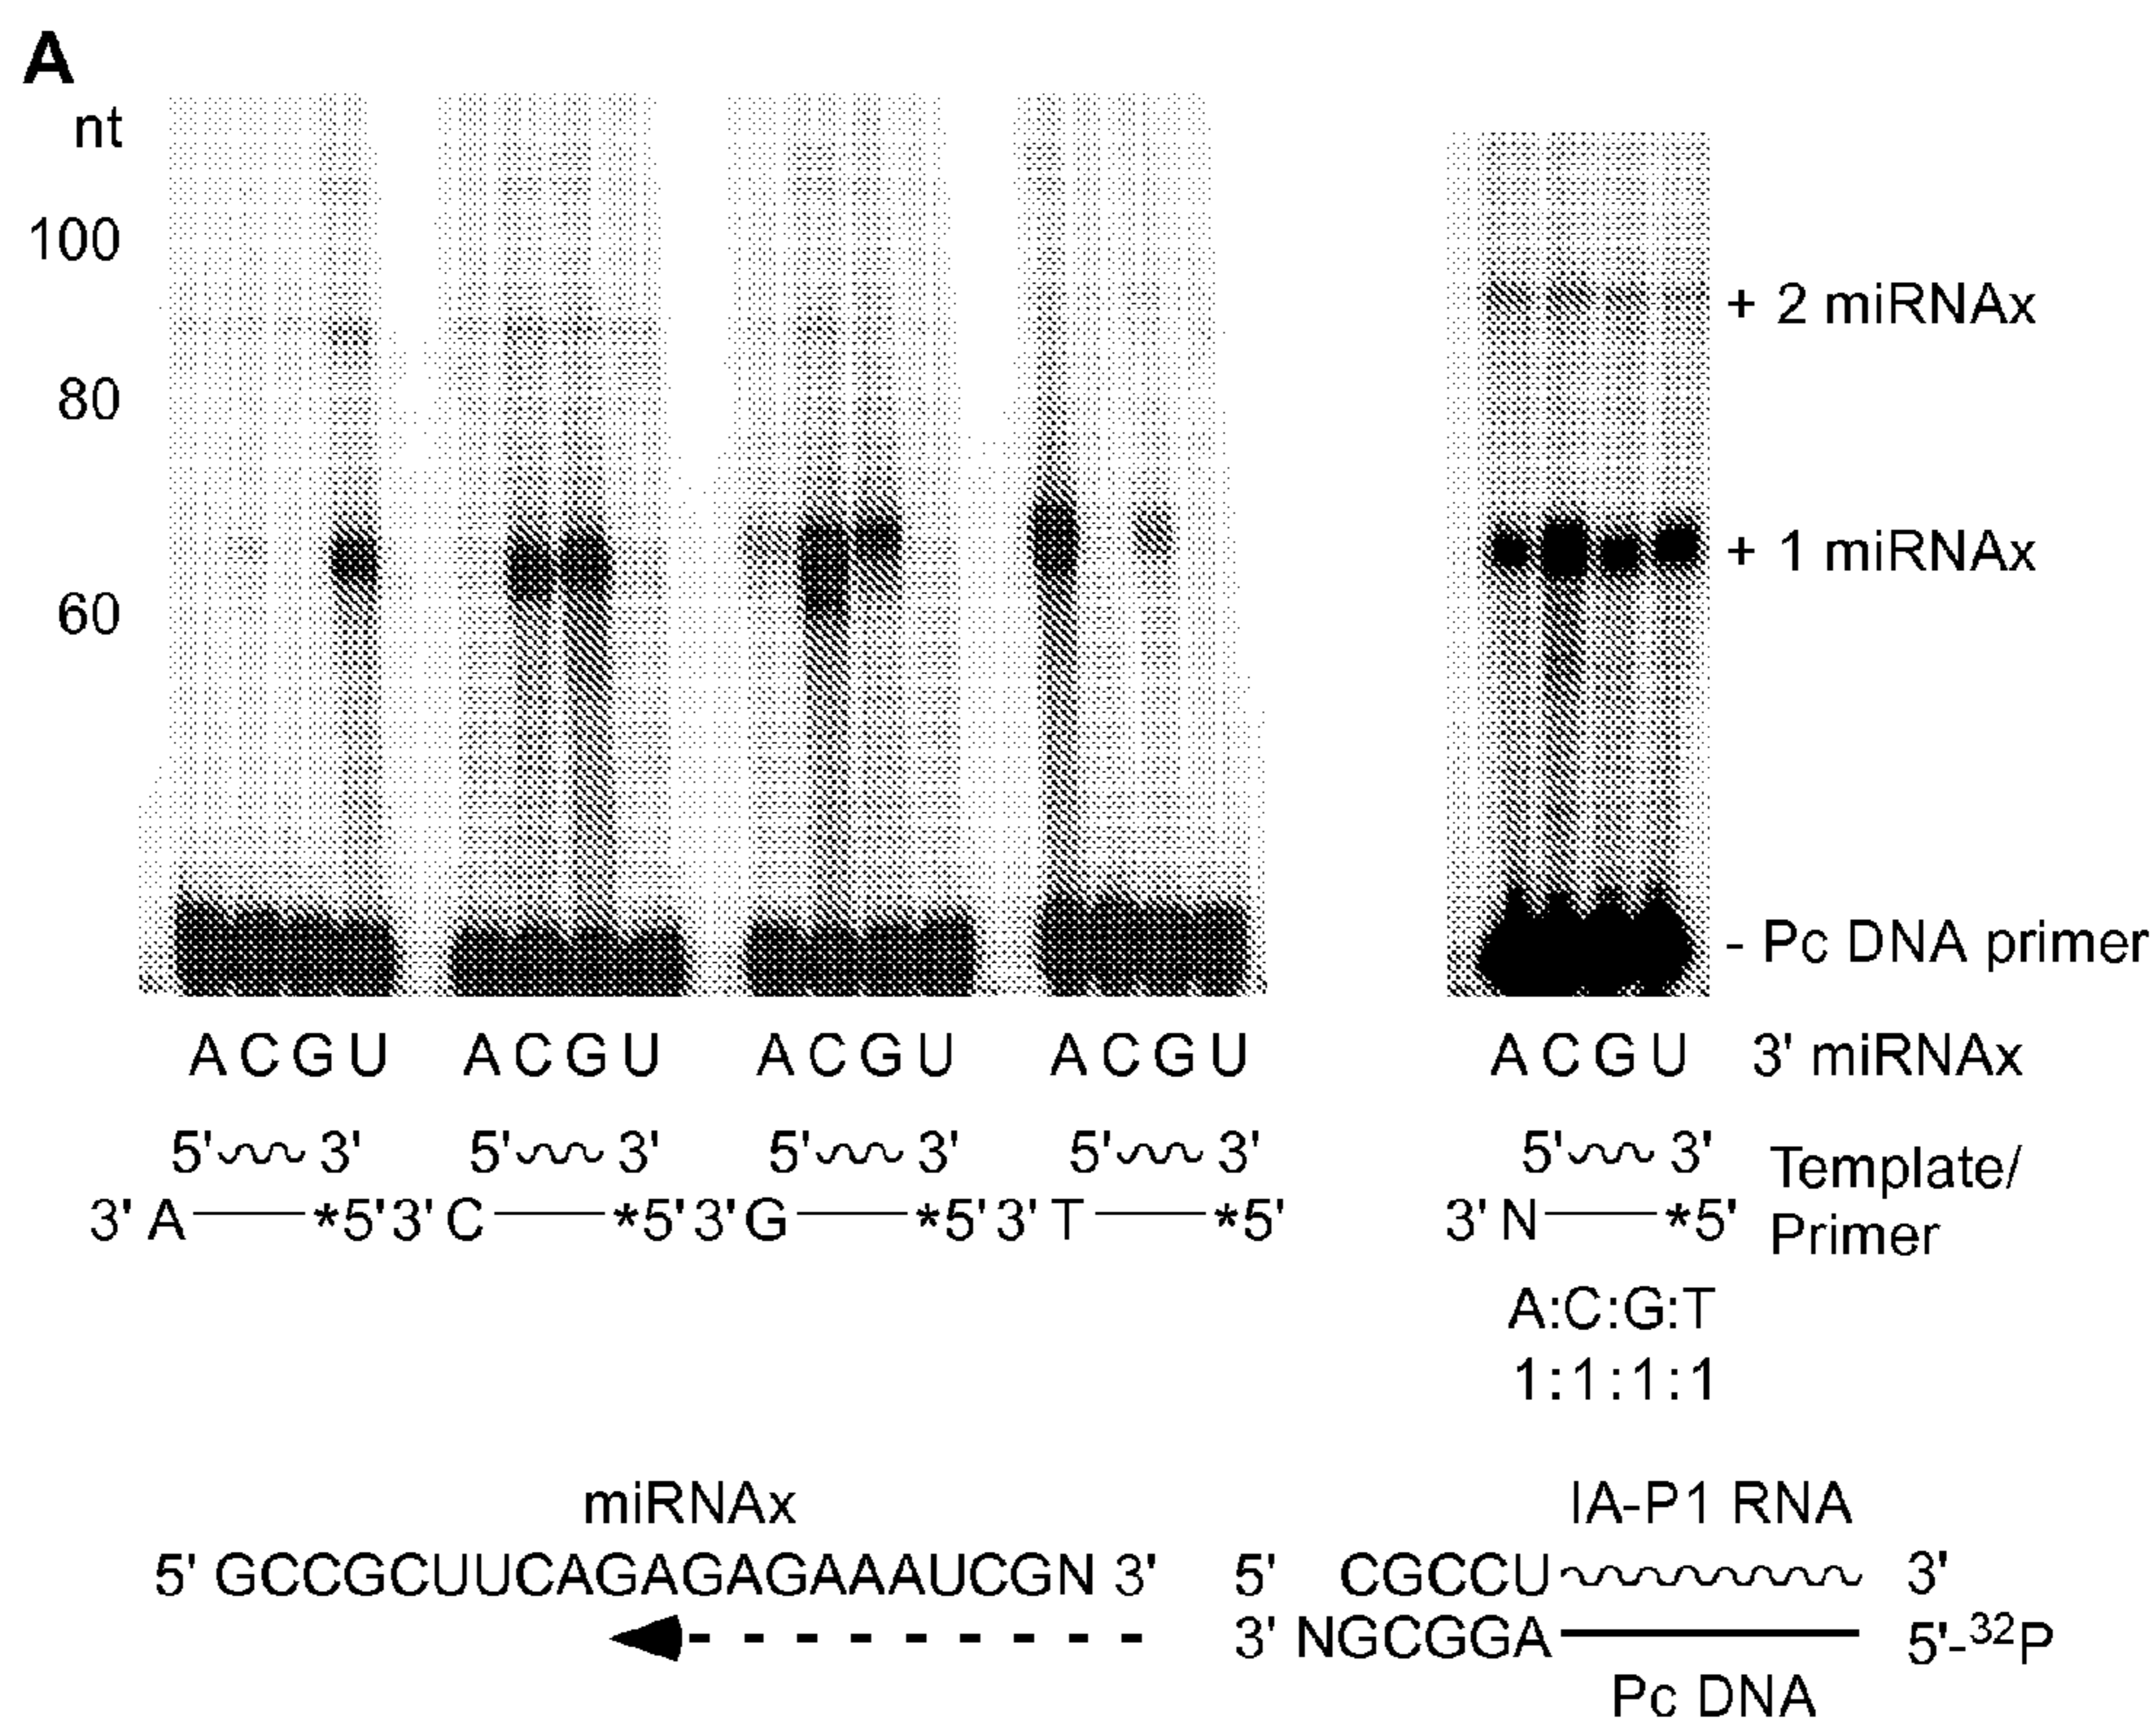 A
nt
100
80
60
+ 2 miRNAx
+ 1 miRNAx
- Pc DNA primer
A C G U A C G U A C G U A C G U A C G U 3' miRNAx
5' 3' 5' 3' 5' 3' 5' 3' 5' 3' Template/
3' A *5' 3' C *5' 3' G *5' 3' T *5' 3' N *5' Primer
A:C:G:T
1:1:1:1
miRNAx IA-P1 RNA
5' GCCGCUUCAGAGAGAAAUCGN 3' 5' CGCCU 3'
3' NGCGGA 5'-³²P
Pc DNA